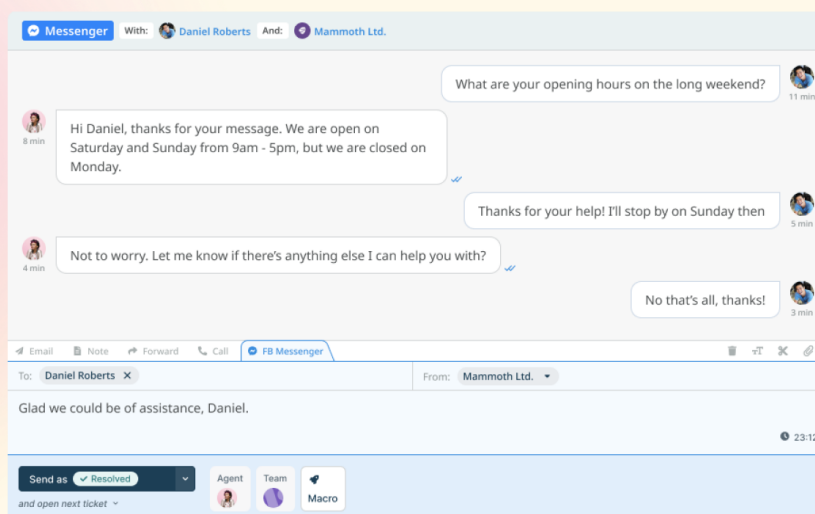 Messenger With: Daniel Roberts And: Mammoth Ltd.
What are your opening hours on the long weekend?
11 min
Hi Daniel, thanks for your message. We are open on
Saturday and Sunday from 9am - 5pm, but we are closed on
Monday.
8 min
Thanks for your help! I'll stop by on Sunday then
5 min
Not to worry. Let me know if there's anything else I can help you with?
4 min
No that's all, thanks!
3 min
Email Note Forward Call FB Messenger
To: Daniel Roberts X From: Mammoth Ltd.
Glad we could be of assistance, Daniel.
23:12
Send as Resolved Agent Team Macro
and open next ticket